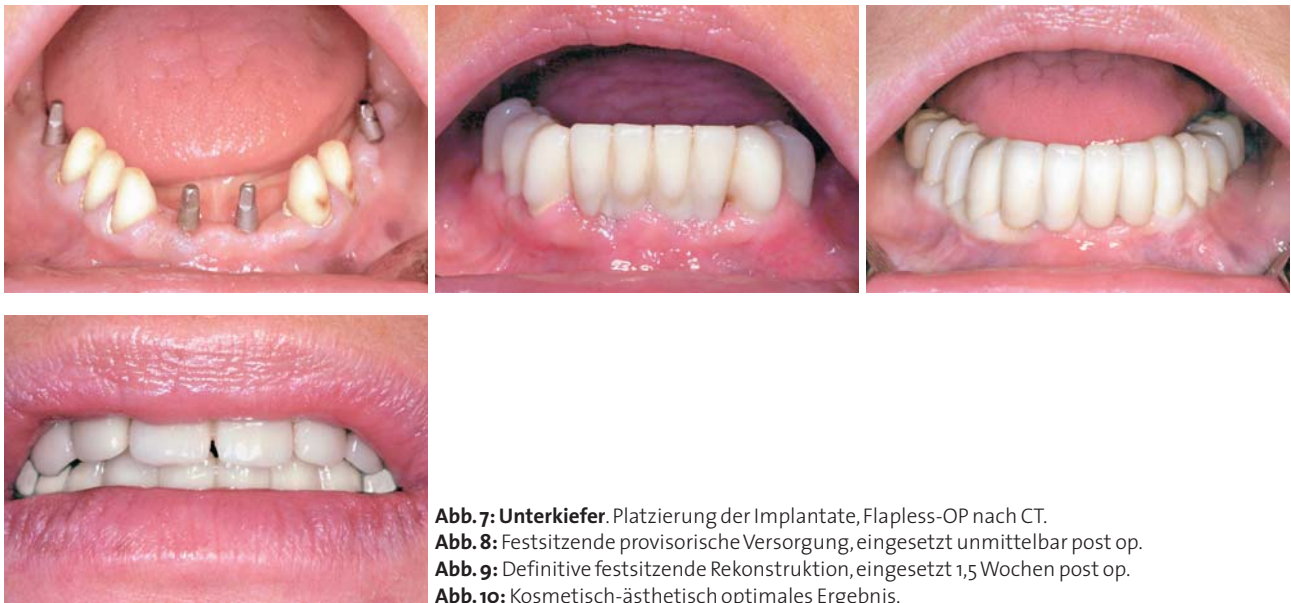 Abb. 7: Unterkiefer. Platzierung der Implantate, Flapless-OP nach CT.
Abb. 8: Festsitzende provisorische Versorgung, eingesetzt unmittelbar post op.
Abb. 9: Definitive festsitzende Rekonstruktion, eingesetzt 1,5 Wochen post op.
Abb. 10: Kosmetisch-ästhetisch optimales Ergebnis.